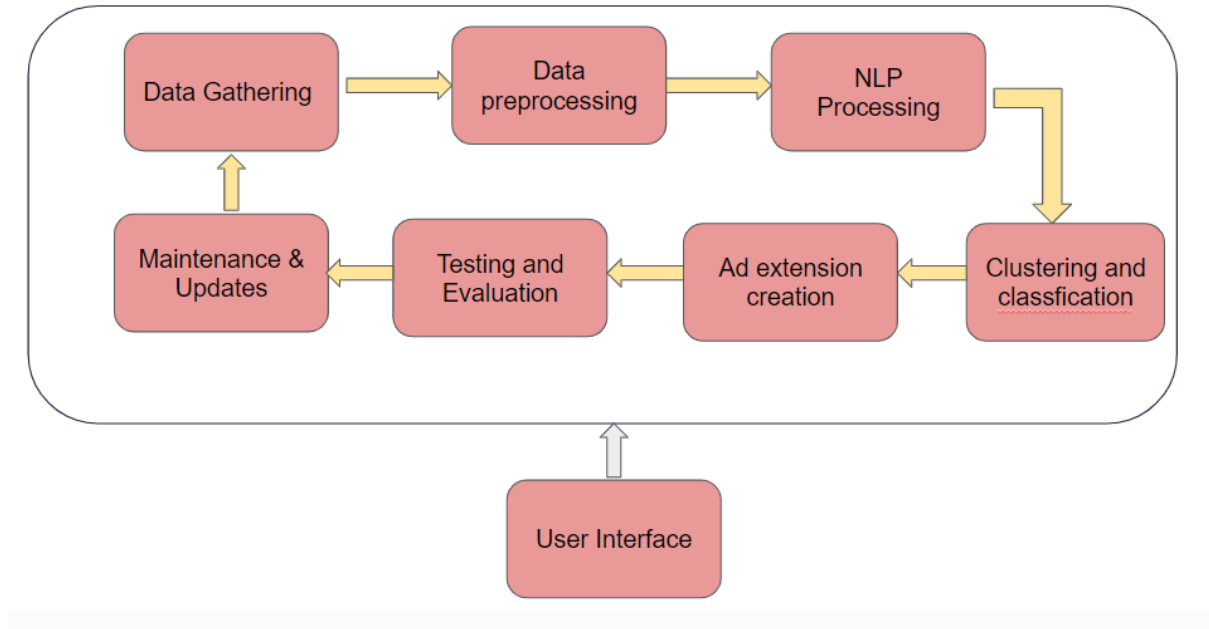 Data Gathering
Data
preprocessing
NLP
Processing
Maintenance &
Updates
Testing and
Evaluation
Ad extension
creation
Clustering and
classfication
User Interface